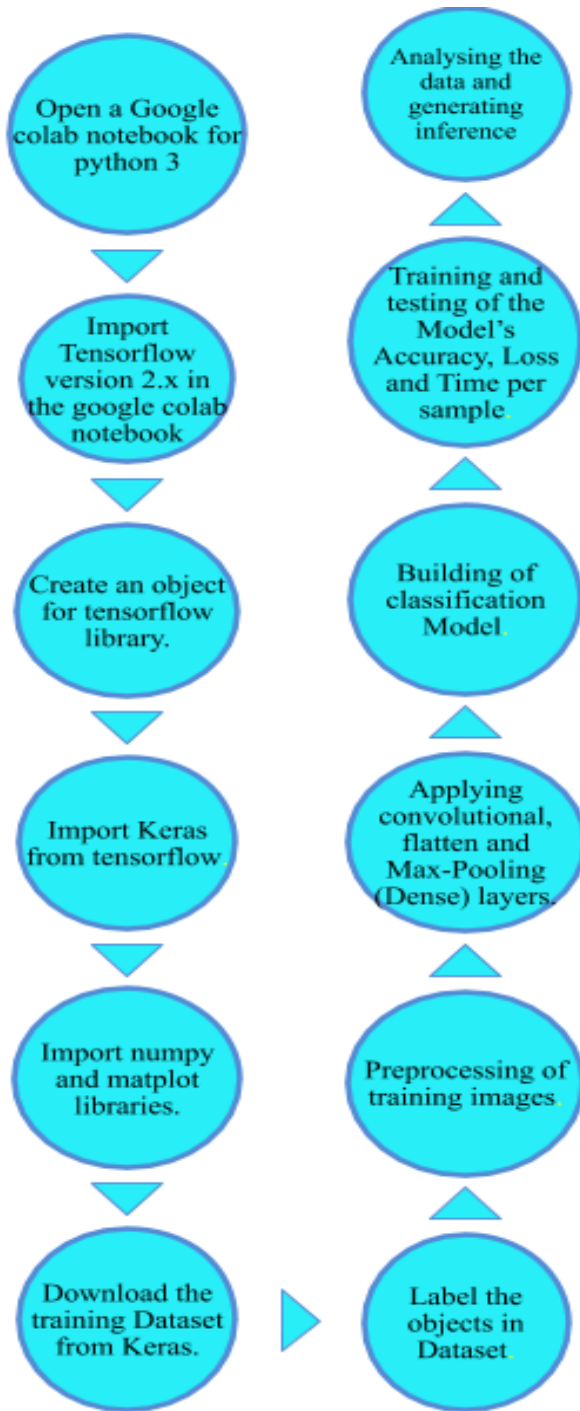 Open a Google
colab notebook for
python 3
Import
Tensorflow
version 2.x in
the google colab
notebook
Create an object
for tensorflow
library.
Import Keras
from tensorflow.
Import numpy
and matplot
libraries.
Download the
training Dataset
from Keras.
Label the
objects in
Dataset.
Preprocessing of
training images.
Applying
convolutional,
flatten and
Max-Pooling
(Dense) layers.
Building of
classification
Model.
Training and
testing of the
Model's
Accuracy, Loss
and Time per
sample.
Analysing the
data and
generating
inference